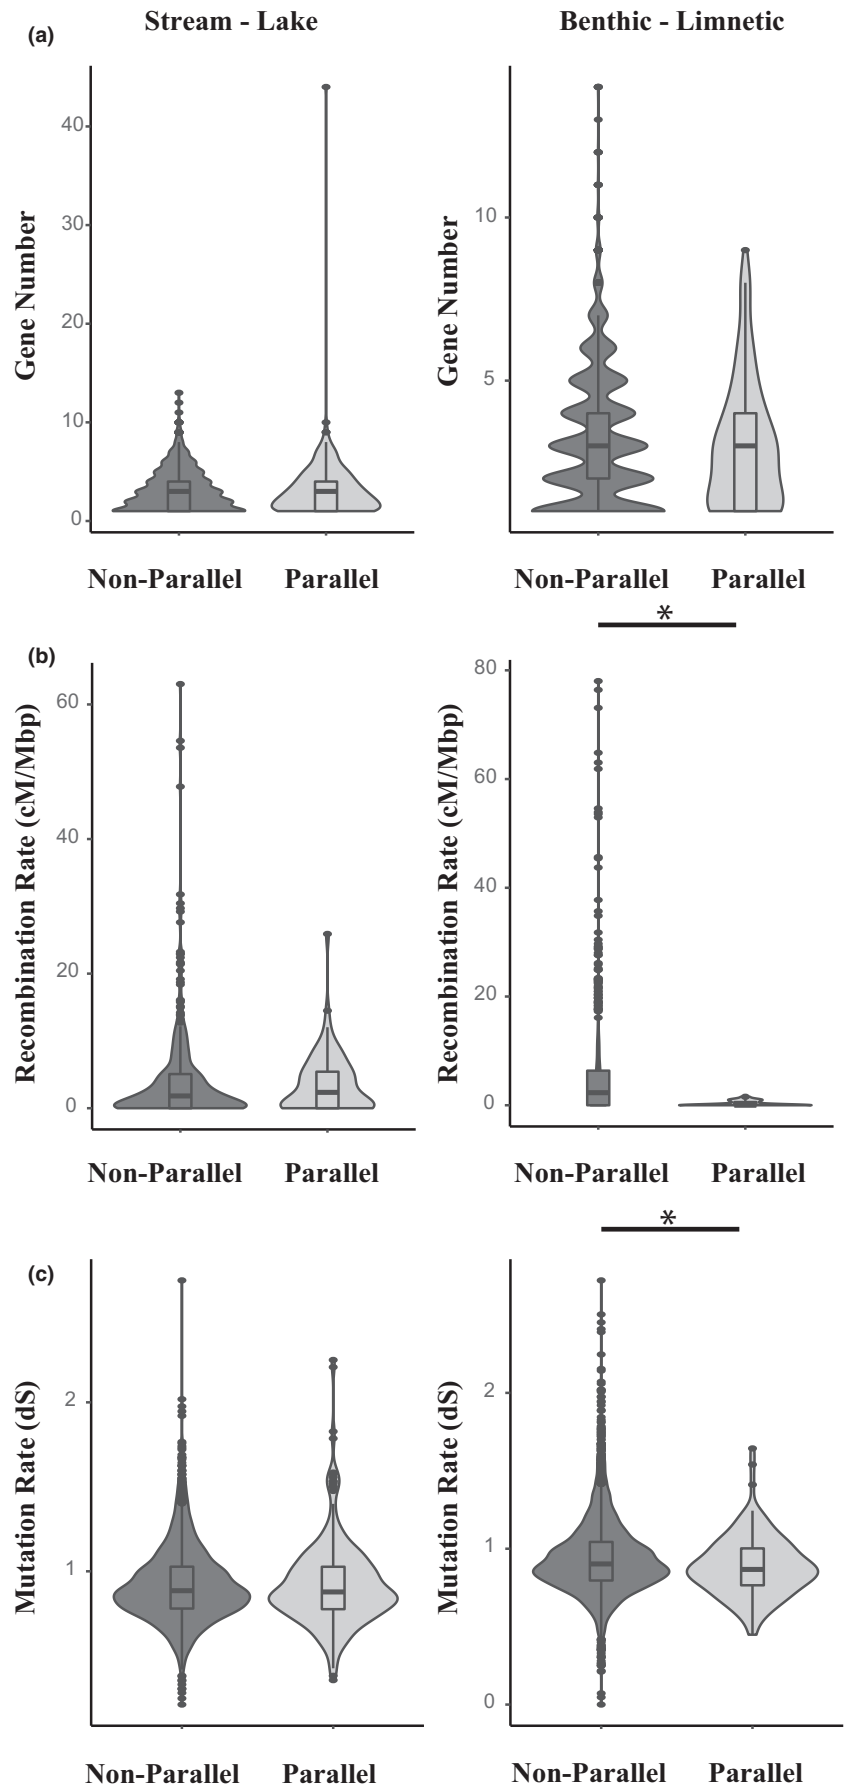 Stream - Lake
Benthic - Limnetic
(a)
Gene Number
40
30
20
10
0
Non-Parallel
Parallel
Gene Number
10
5
Non-Parallel
Parallel
*
(b)
Recombination Rate (cM/Mbp)
60
40
20
0
Non-Parallel
Parallel
Recombination Rate (cM/Mbp)
80
60
40
20
0
Non-Parallel
Parallel
*
(c)
Mutation Rate (dS)
2
1
Non-Parallel
Parallel
Mutation Rate (dS)
2
1
0
Non-Parallel
Parallel